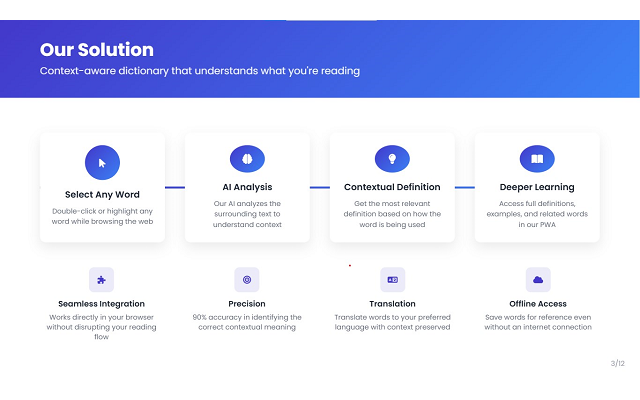 Our Solution
Context-aware dictionary that understands what you're reading
Select Any Word
Double-click or highlight any
word while browsing the web
AI Analysis
Our AI analyzes the
surrounding text to
understand context
Contextual Definition
Get the most relevant
definition based on how the
word is being used
Deeper Learning
Access full definitions,
examples, and related words
in our PWA
Seamless Integration
Works directly in your browser
without disrupting your reading
flow
Precision
90% accuracy in identifying the
correct contextual meaning
Translation
Translate words to your preferred
language with context preserved
Offline Access
Save words for reference even
without an internet connection
3/12